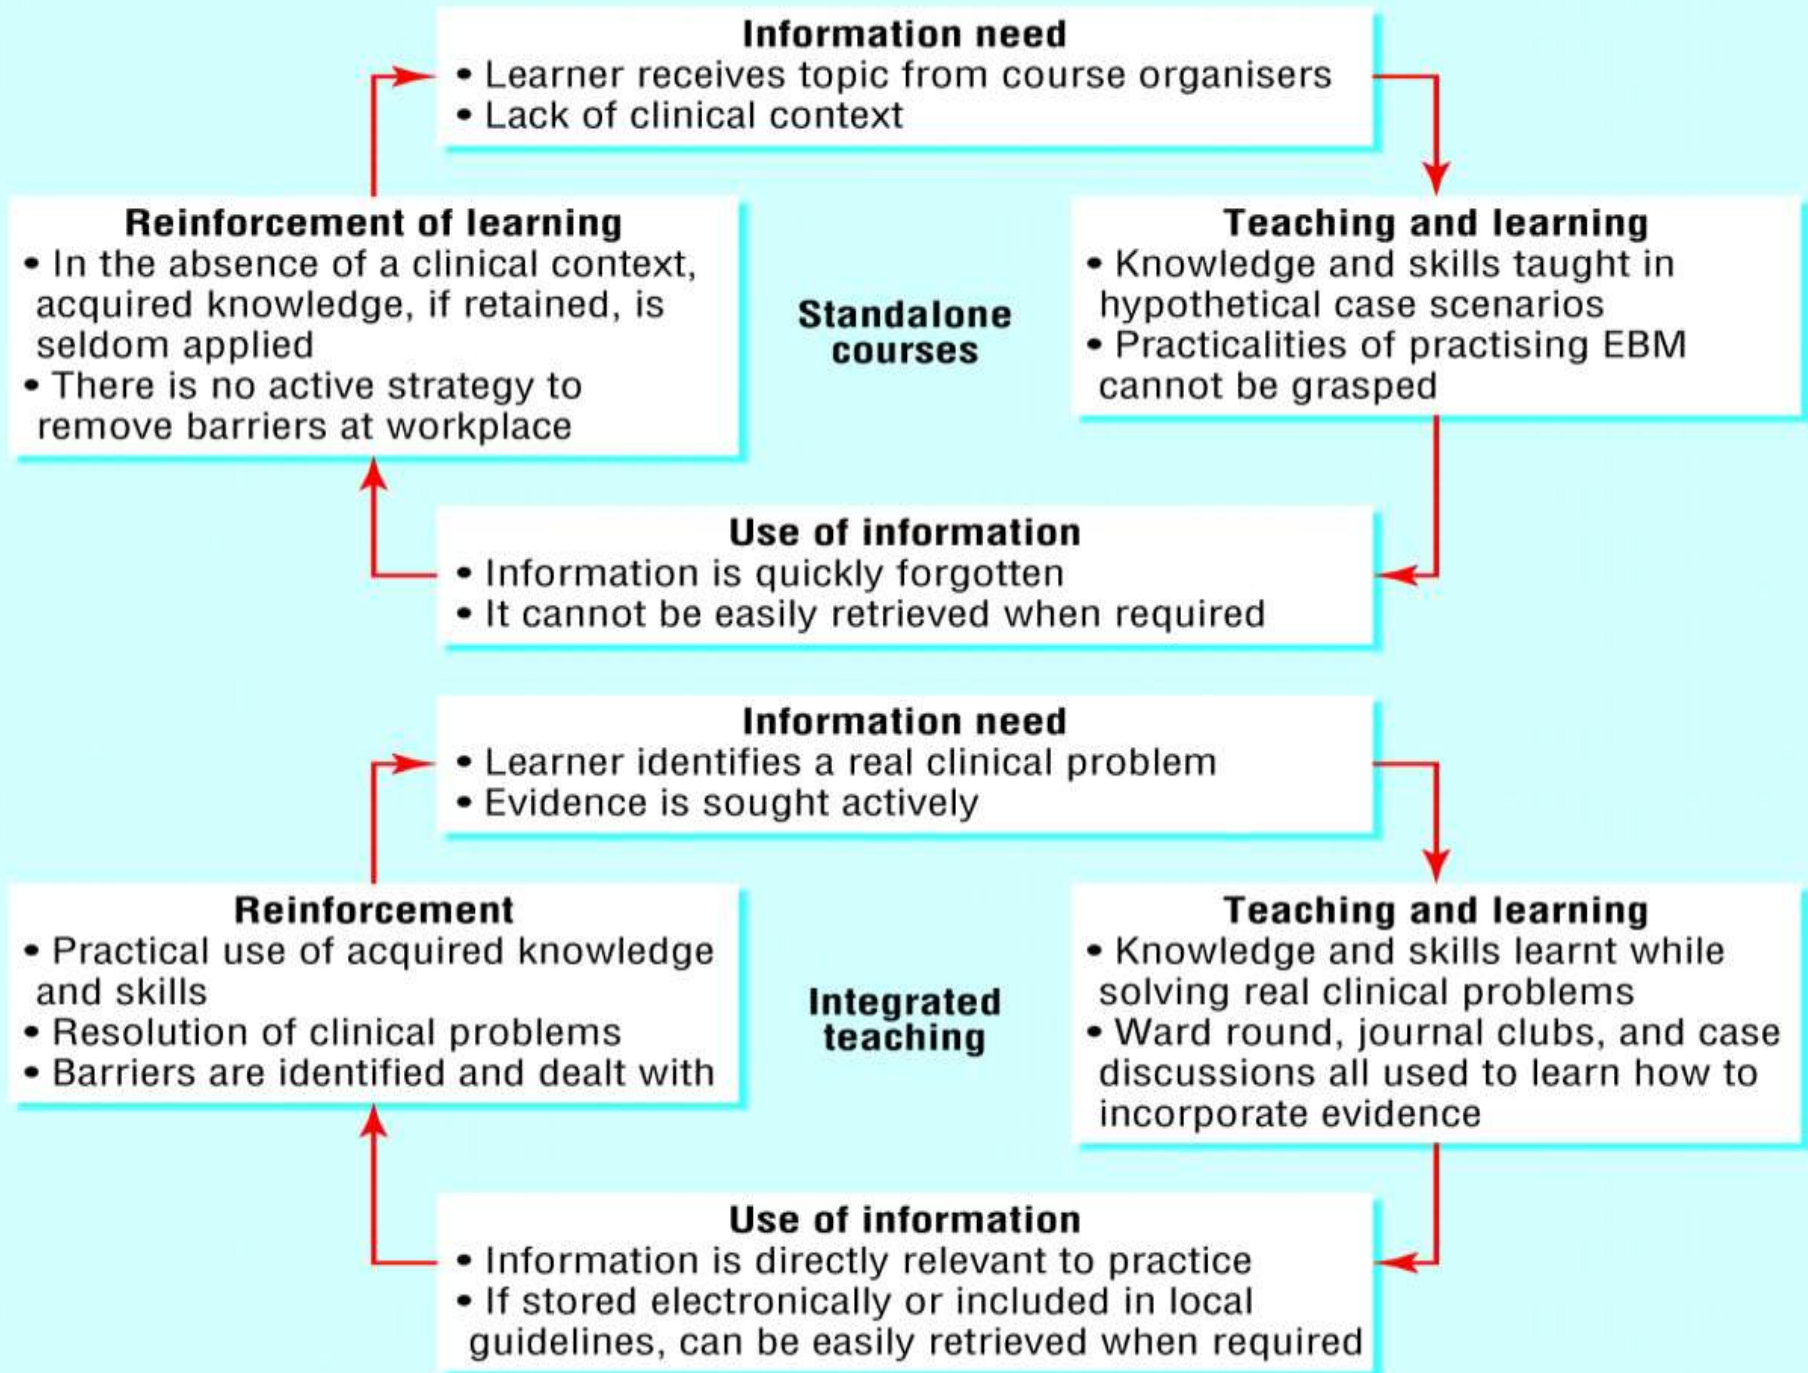 Information need
• Learner receives topic from course organisers
• Lack of clinical context
Reinforcement of learning
• In the absence of a clinical context,
acquired knowledge, if retained, is
seldom applied
• There is no active strategy to
remove barriers at workplace
Standalone
courses
Teaching and learning
• Knowledge and skills taught in
hypothetical case scenarios
• Practicalities of practising EBM
cannot be grasped
Use of information
• Information is quickly forgotten
• It cannot be easily retrieved when required
Information need
• Learner identifies a real clinical problem
• Evidence is sought actively
Reinforcement
• Practical use of acquired knowledge
and skills
• Resolution of clinical problems
• Barriers are identified and dealt with
Integrated
teaching
Teaching and learning
• Knowledge and skills learnt while
solving real clinical problems
• Ward round, journal clubs, and case
discussions all used to learn how to
incorporate evidence
Use of information
• Information is directly relevant to practice
• If stored electronically or included in local
guidelines, can be easily retrieved when required